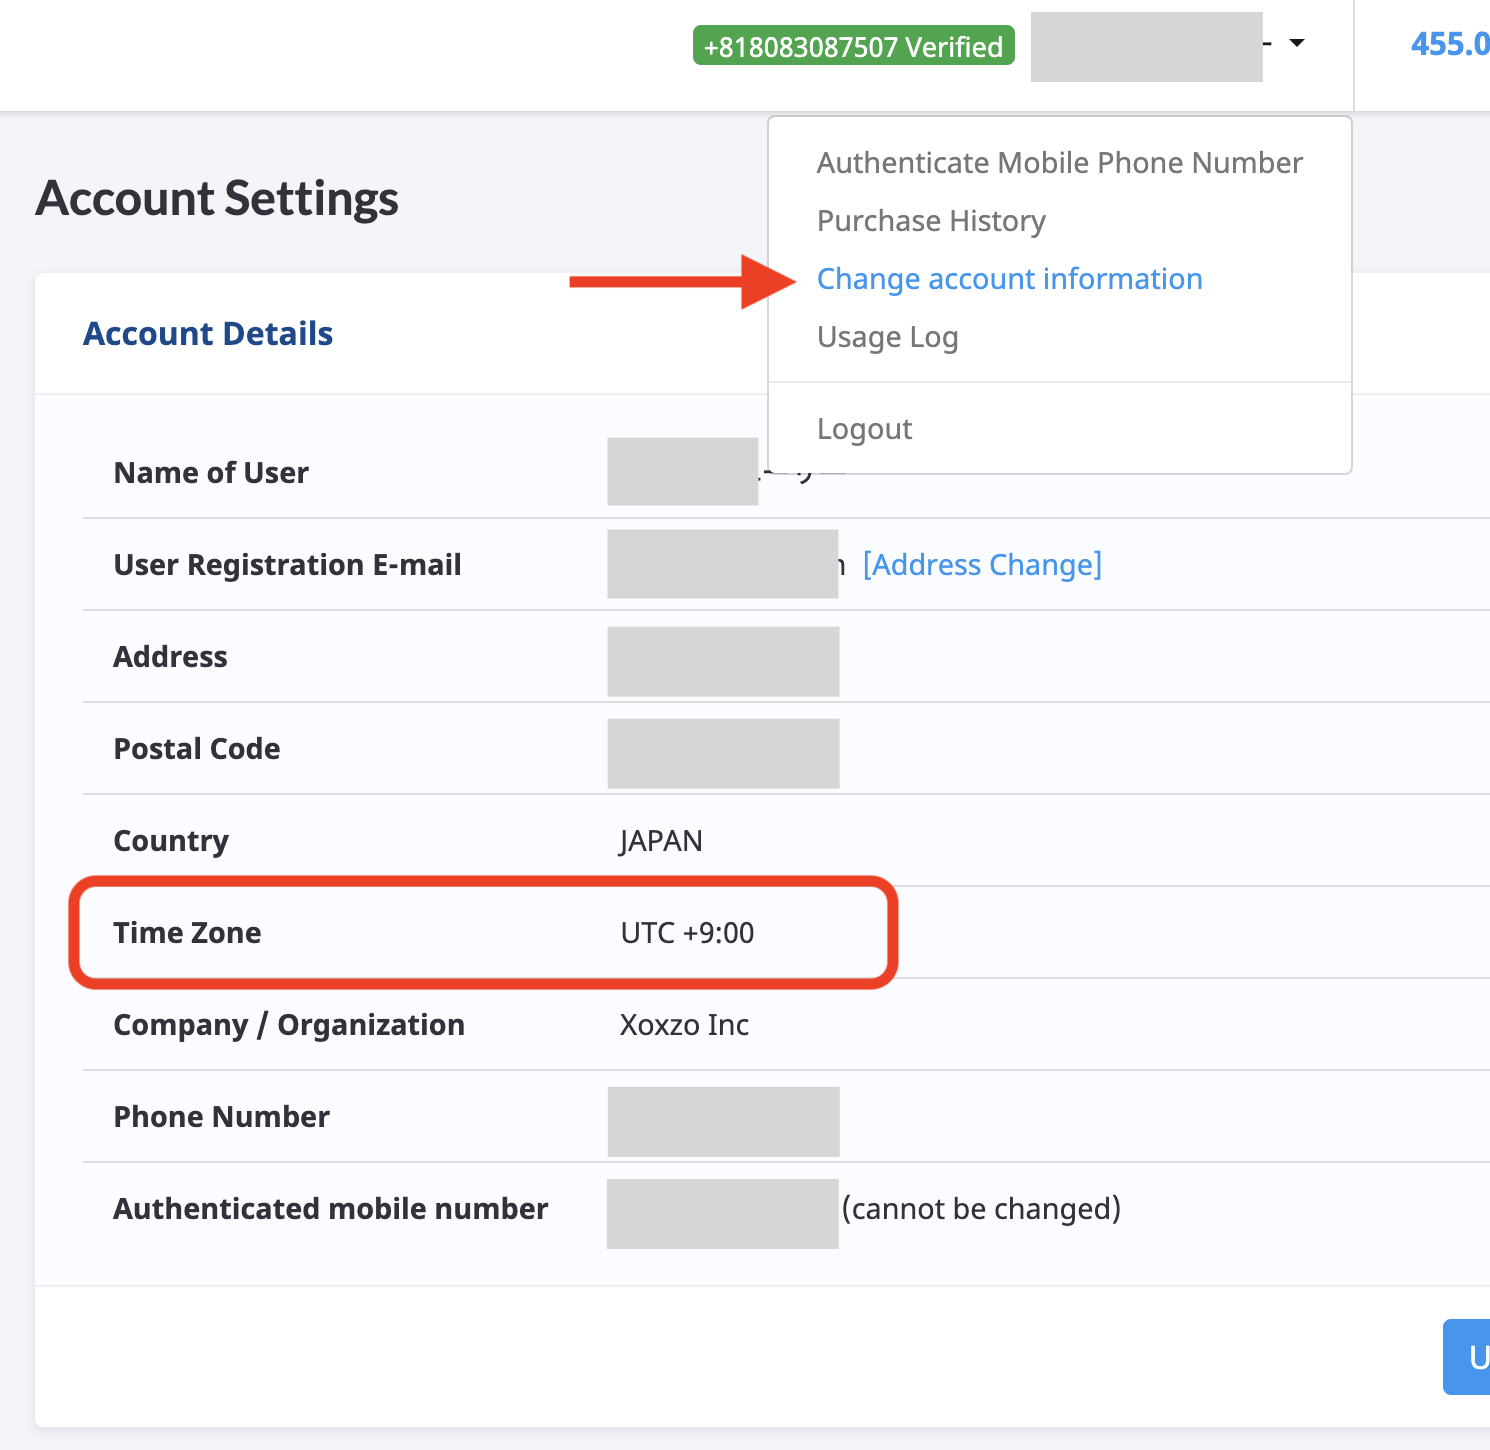 +818083087507 Verified
455.0
Authenticate Mobile Phone Number
Purchase History
Change account information
Usage Log
Logout
Account Settings
Account Details
Name of User
User Registration E-mail [Address Change]
Address
Postal Code
Country JAPAN
Time Zone UTC +9:00
Company / Organization Xoxzo Inc
Phone Number
Authenticated mobile number (cannot be changed)